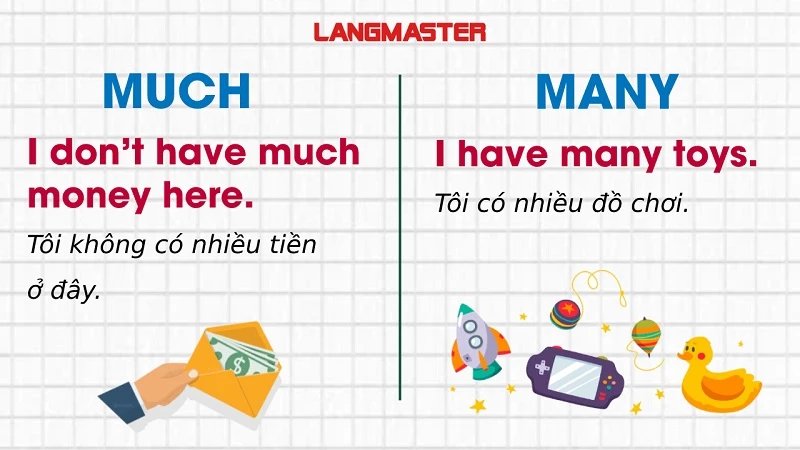 LANGMASTER
MUCH
I don't have much
money here.
Tôi không có nhiều tiền
ở đây.
MANY
I have many toys.
Tôi có nhiều đồ chơi.